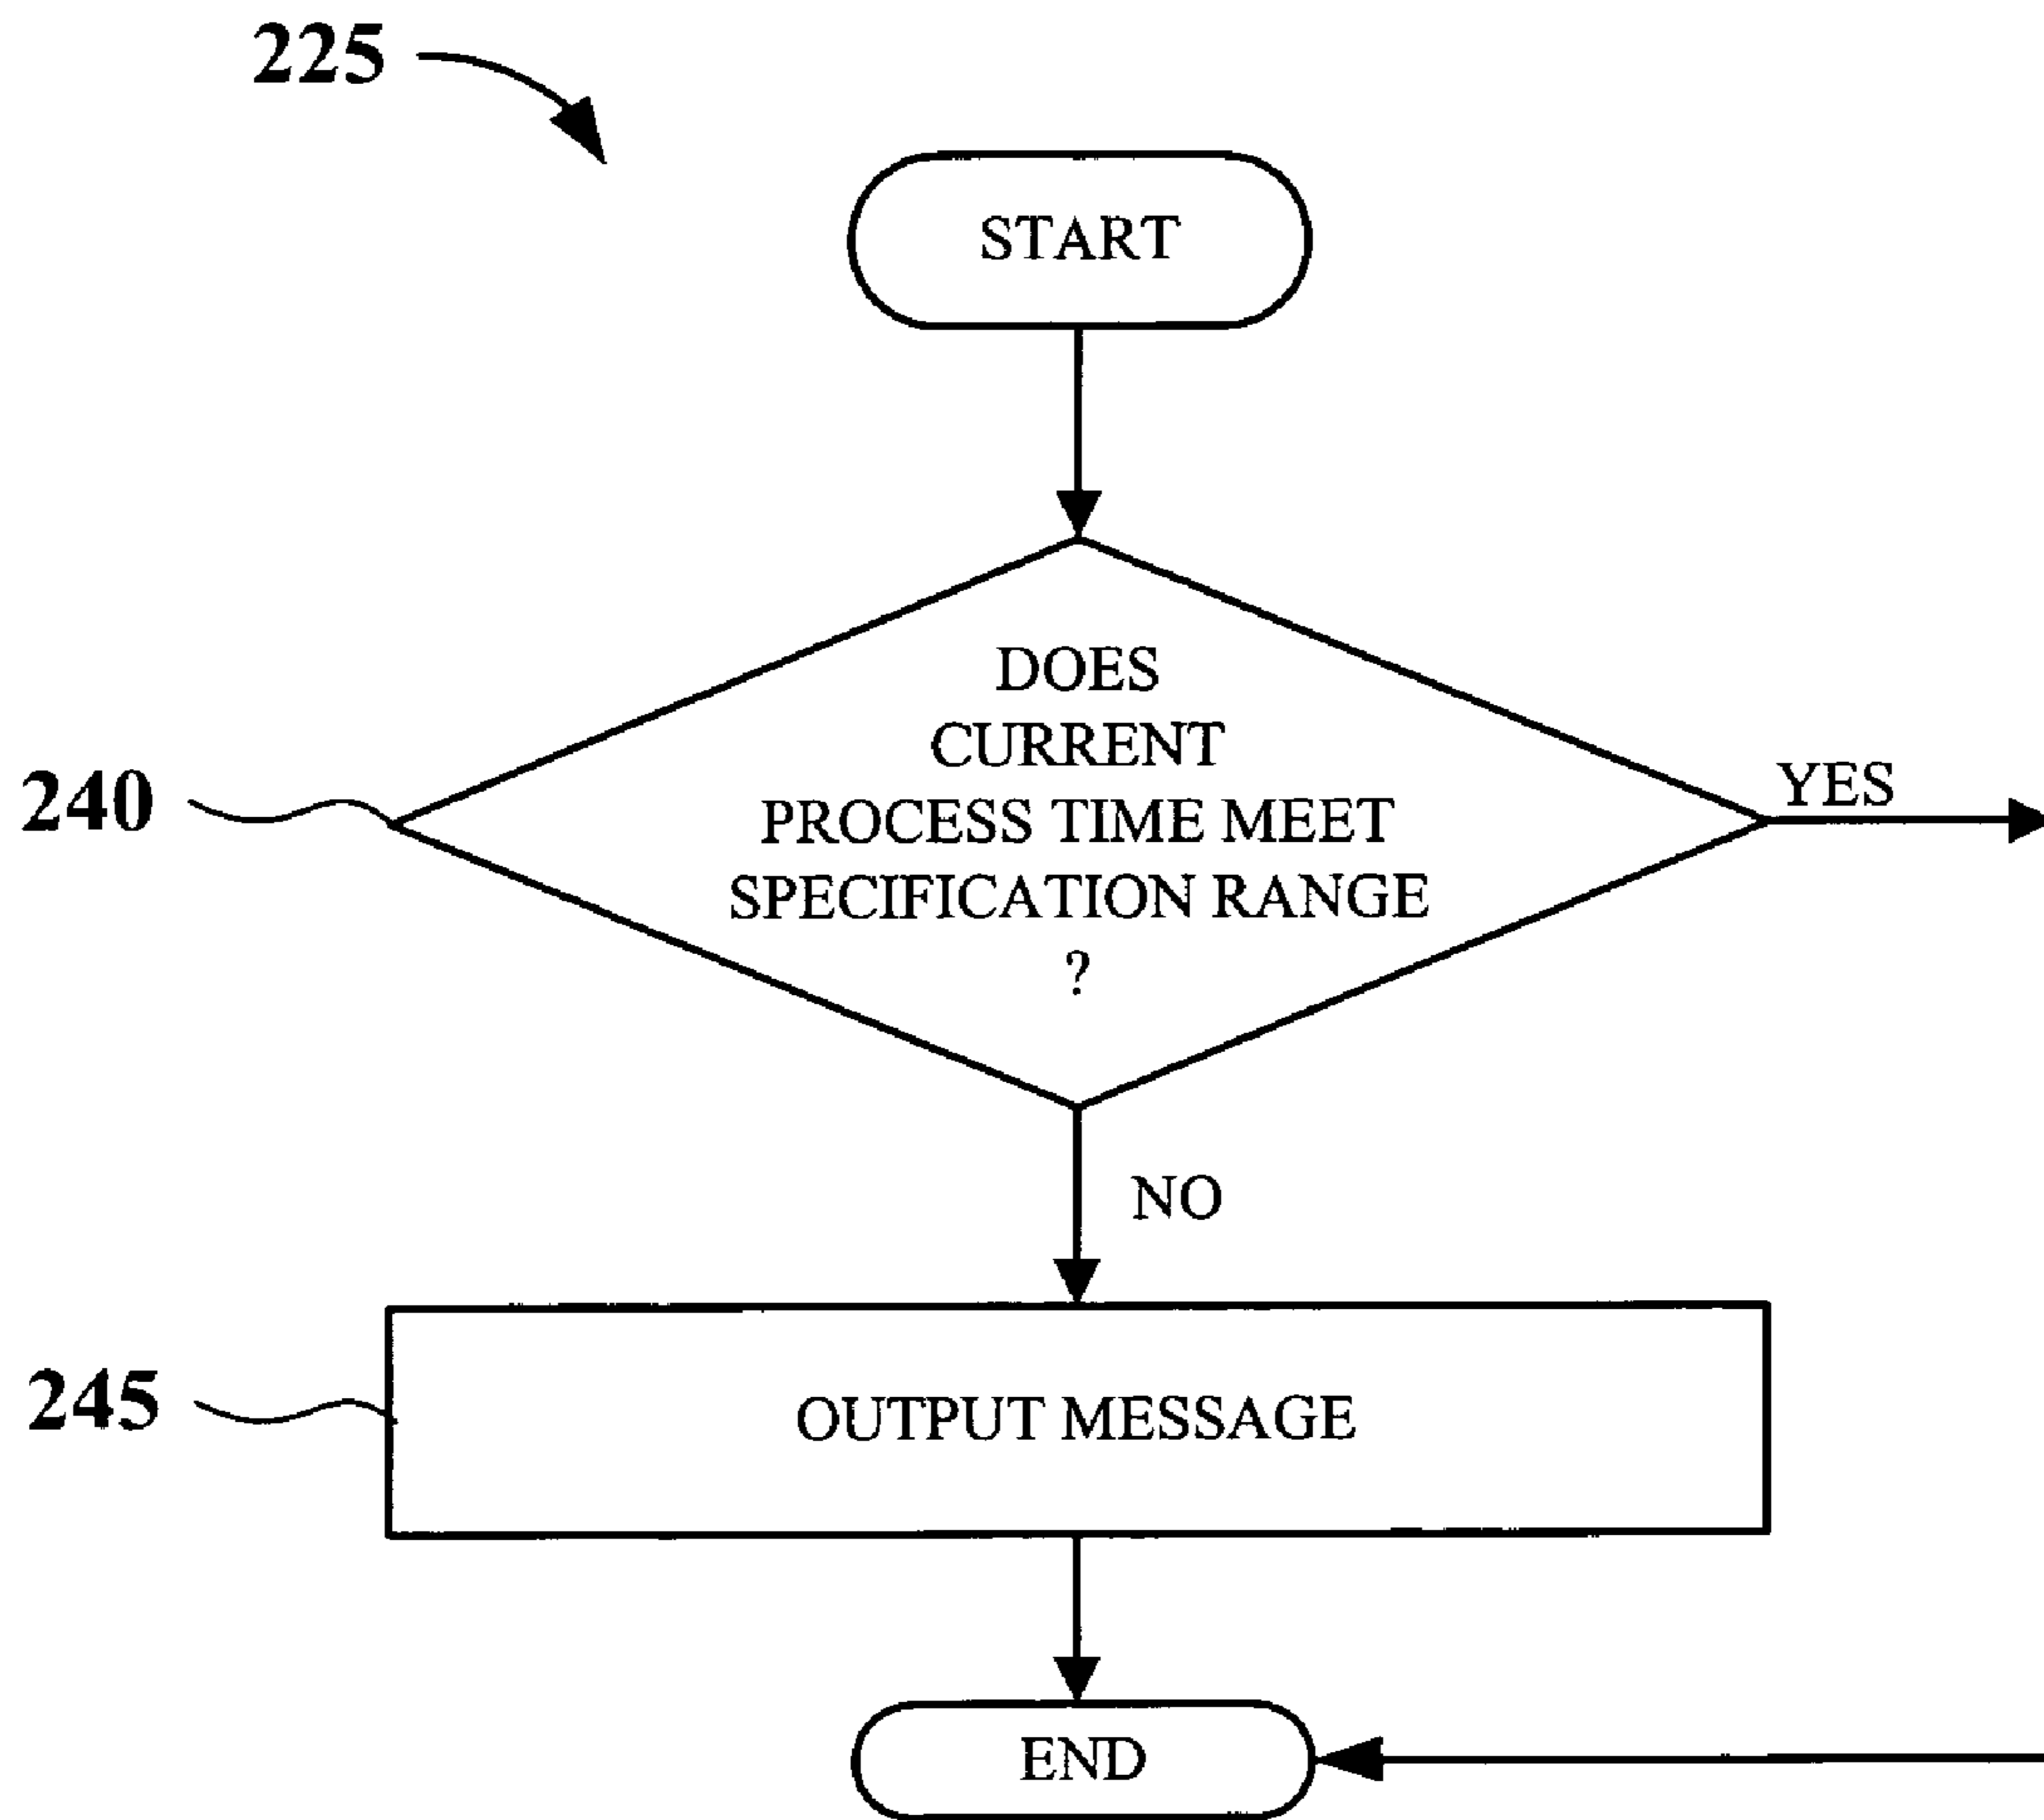 225
START
240
DOES
CURRENT
PROCESS TIME MEET
SPECIFICATION RANGE
?
YES
NO
245
OUTPUT MESSAGE
END